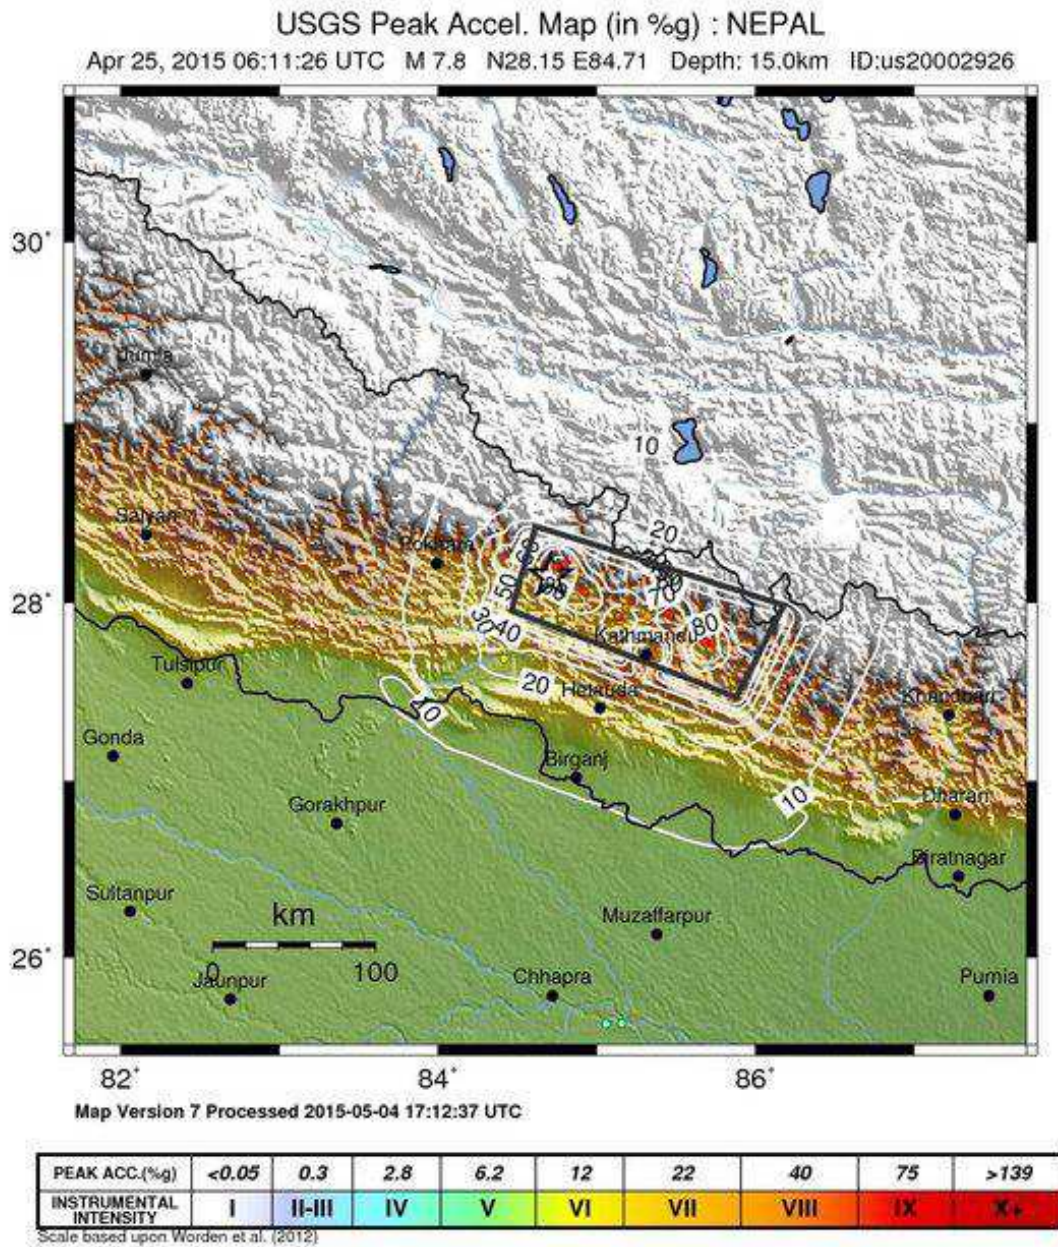 USGS Peak Accel. Map (in %g) : NEPAL
Apr 25, 2015 06:11:26 UTC M 7.8 N28.15 E84.71 Depth: 15.0km ID:us20002926
30˚
Jumla
10
Salyan
20
Pokhara
28˚
50
70
30
40
80
Kathmandu
Tulsipur
20
Hetauda
Khandbari
10
Gonda
Birganj
10
Gorakhpur
Dharan
Biratnagar
Sultanpur
km
Muzaffarpur
26˚
0 100
Jaunpur
Chhapra
Purnia
82˚ 84˚ 86˚
Map Version 7 Processed 2015-05-04 17:12:37 UTC
PEAK ACC.(%g) <0.05 0.3 2.8 6.2 12 22 40 75 >139
INSTRUMENTAL INTENSITY I II-III IV V VI VII VIII IX X+
Scale based upon Worden et al. (2012)